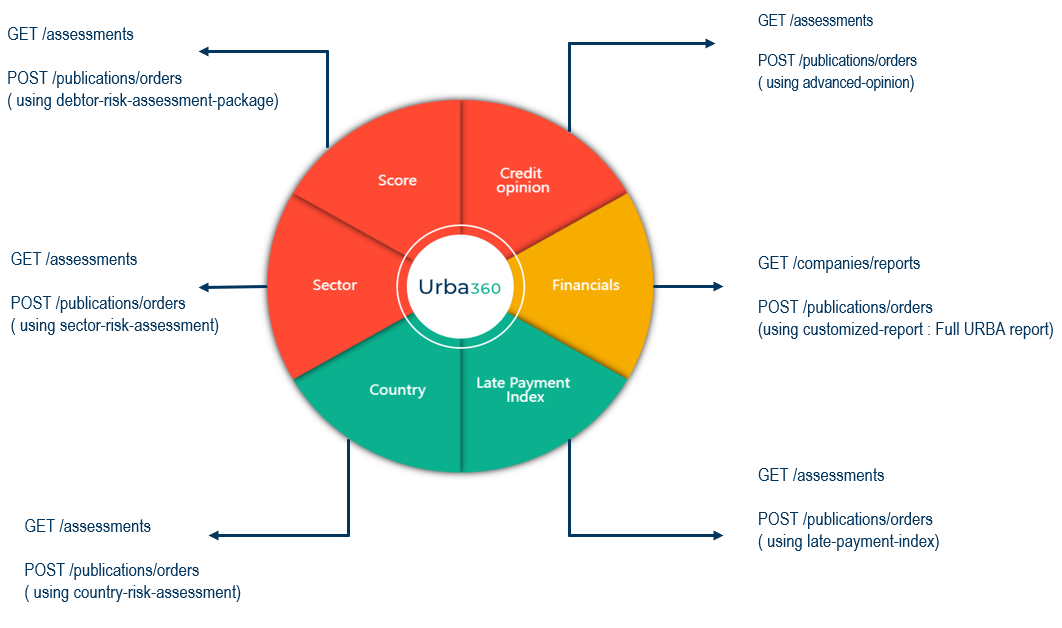 GET /assessments
POST /publications/orders
( using debtor-risk-assessment-package)
GET /assessments
POST /publications/orders
( using advanced-opinion)
Score
Credit
opinion
GET /assessments
POST /publications/orders
( using sector-risk-assessment)
Sector
Urba360
Financials
GET /companies/reports
POST /publications/orders
(using customized-report : Full URBA report)
Country
Late Payment
Index
GET /assessments
POST /publications/orders
( using country-risk-assessment)
GET /assessments
POST /publications/orders
( using late-payment-index)